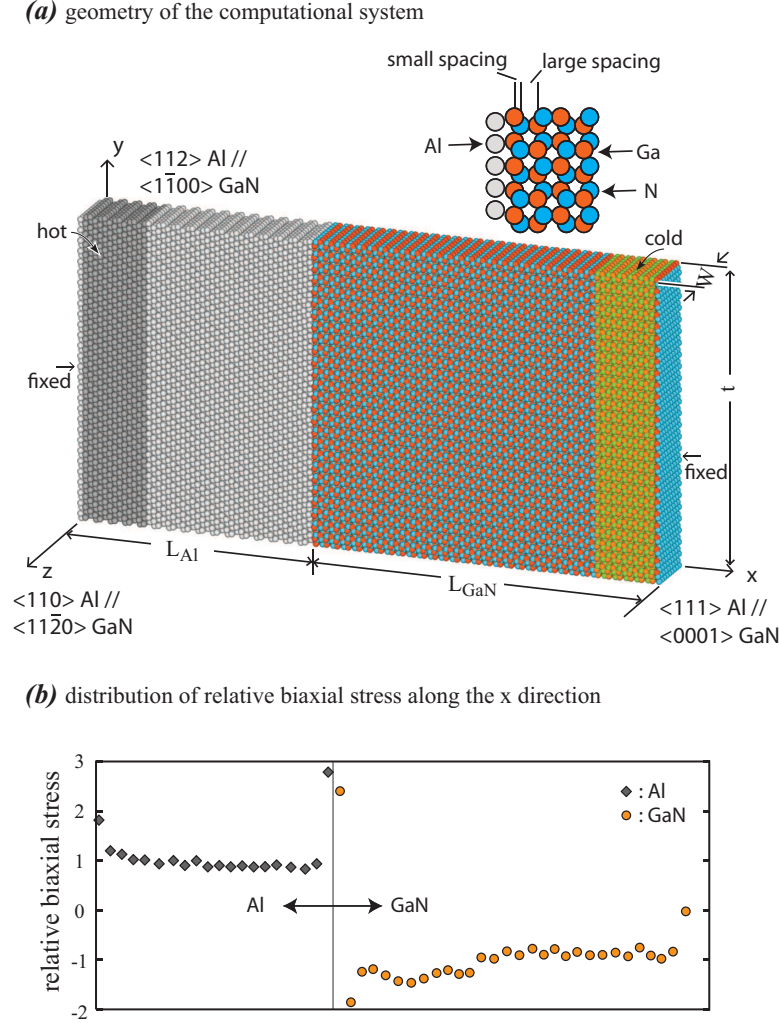 (a) geometry of the computational system
small spacing
large spacing
Al
Ga
N
y
<112> Al //
<11̅00> GaN
hot
cold
W
t
fixed
fixed
z
L_Al
L_GaN
x
<110> Al //
<112̅0> GaN
<111> Al //
<0001> GaN
(b) distribution of relative biaxial stress along the x direction
relative biaxial stress
3
2
1
0
-1
-2
: Al
: GaN
Al
GaN